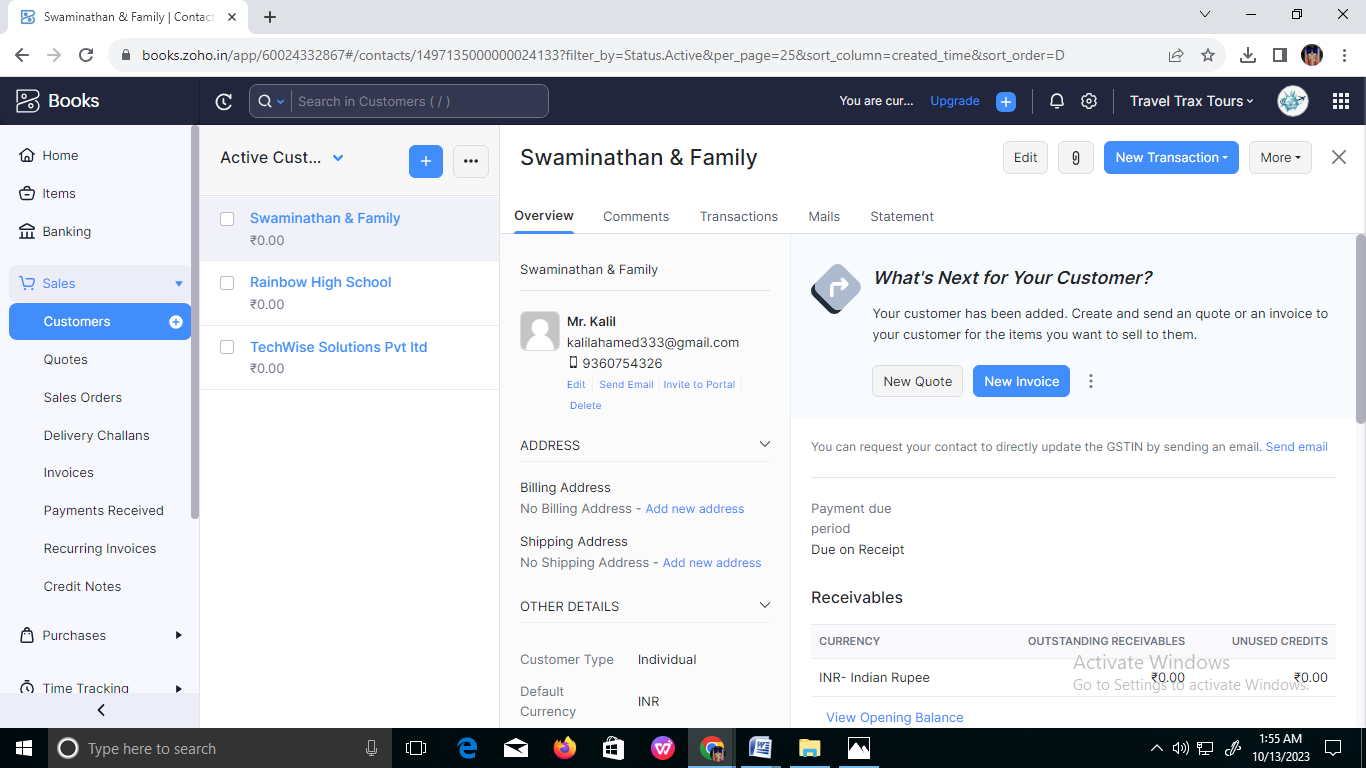 Swaminathan & Family | Contact
books.zoho.in/app/60024332867#/contacts/1497135000000024133?filter_by=Status.Active&per_page=25&sort_column=created_time&sort_order=D
Books
Search in Customers ( / )
You are cur...
Upgrade
Travel Trax Tours
Home
Items
Banking
Sales
Customers
Quotes
Sales Orders
Delivery Challans
Invoices
Payments Received
Recurring Invoices
Credit Notes
Purchases
Time Tracking
Active Cust...
Swaminathan & Family
₹0.00
Rainbow High School
₹0.00
TechWise Solutions Pvt ltd
₹0.00
Swaminathan & Family
Edit
New Transaction
More
Overview
Comments
Transactions
Mails
Statement
Swaminathan & Family
Mr. Kalil
kalilahamed333@gmail.com
9360754326
Edit
Send Email
Invite to Portal
Delete
ADDRESS
Billing Address
No Billing Address - Add new address
Shipping Address
No Shipping Address - Add new address
OTHER DETAILS
Customer Type Individual
Default
Currency
INR
What's Next for Your Customer?
Your customer has been added. Create and send an quote or an invoice to
your customer for the items you want to sell to them.
New Quote
New Invoice
You can request your contact to directly update the GSTIN by sending an email. Send email
Payment due
period
Due on Receipt
Receivables
CURRENCY OUTSTANDING RECEIVABLES UNUSED CREDITS
INR- Indian Rupee ₹0.00 ₹0.00
View Opening Balance
Activate Windows
Go to Settings to activate Windows.
Type here to search
1:55 AM
10/13/2023